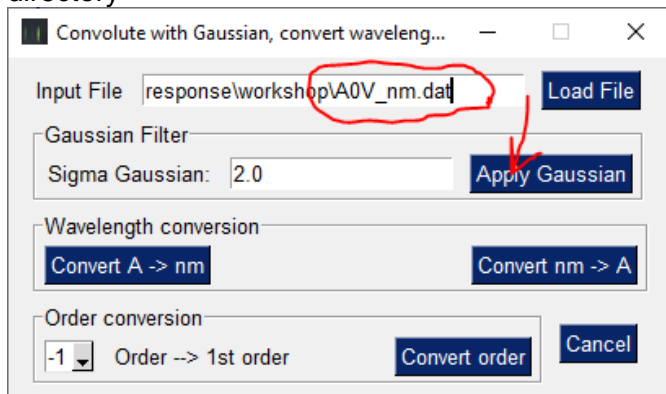 directory
Convolute with Gaussian, convert waveleng...
Input File response\workshop\A0V_nm.dat Load File
Gaussian Filter
Sigma Gaussian: 2.0 Apply Gaussian
Wavelength conversion
Convert A -> nm Convert nm -> A
Order conversion
-1 Order --> 1st order Convert order Cancel